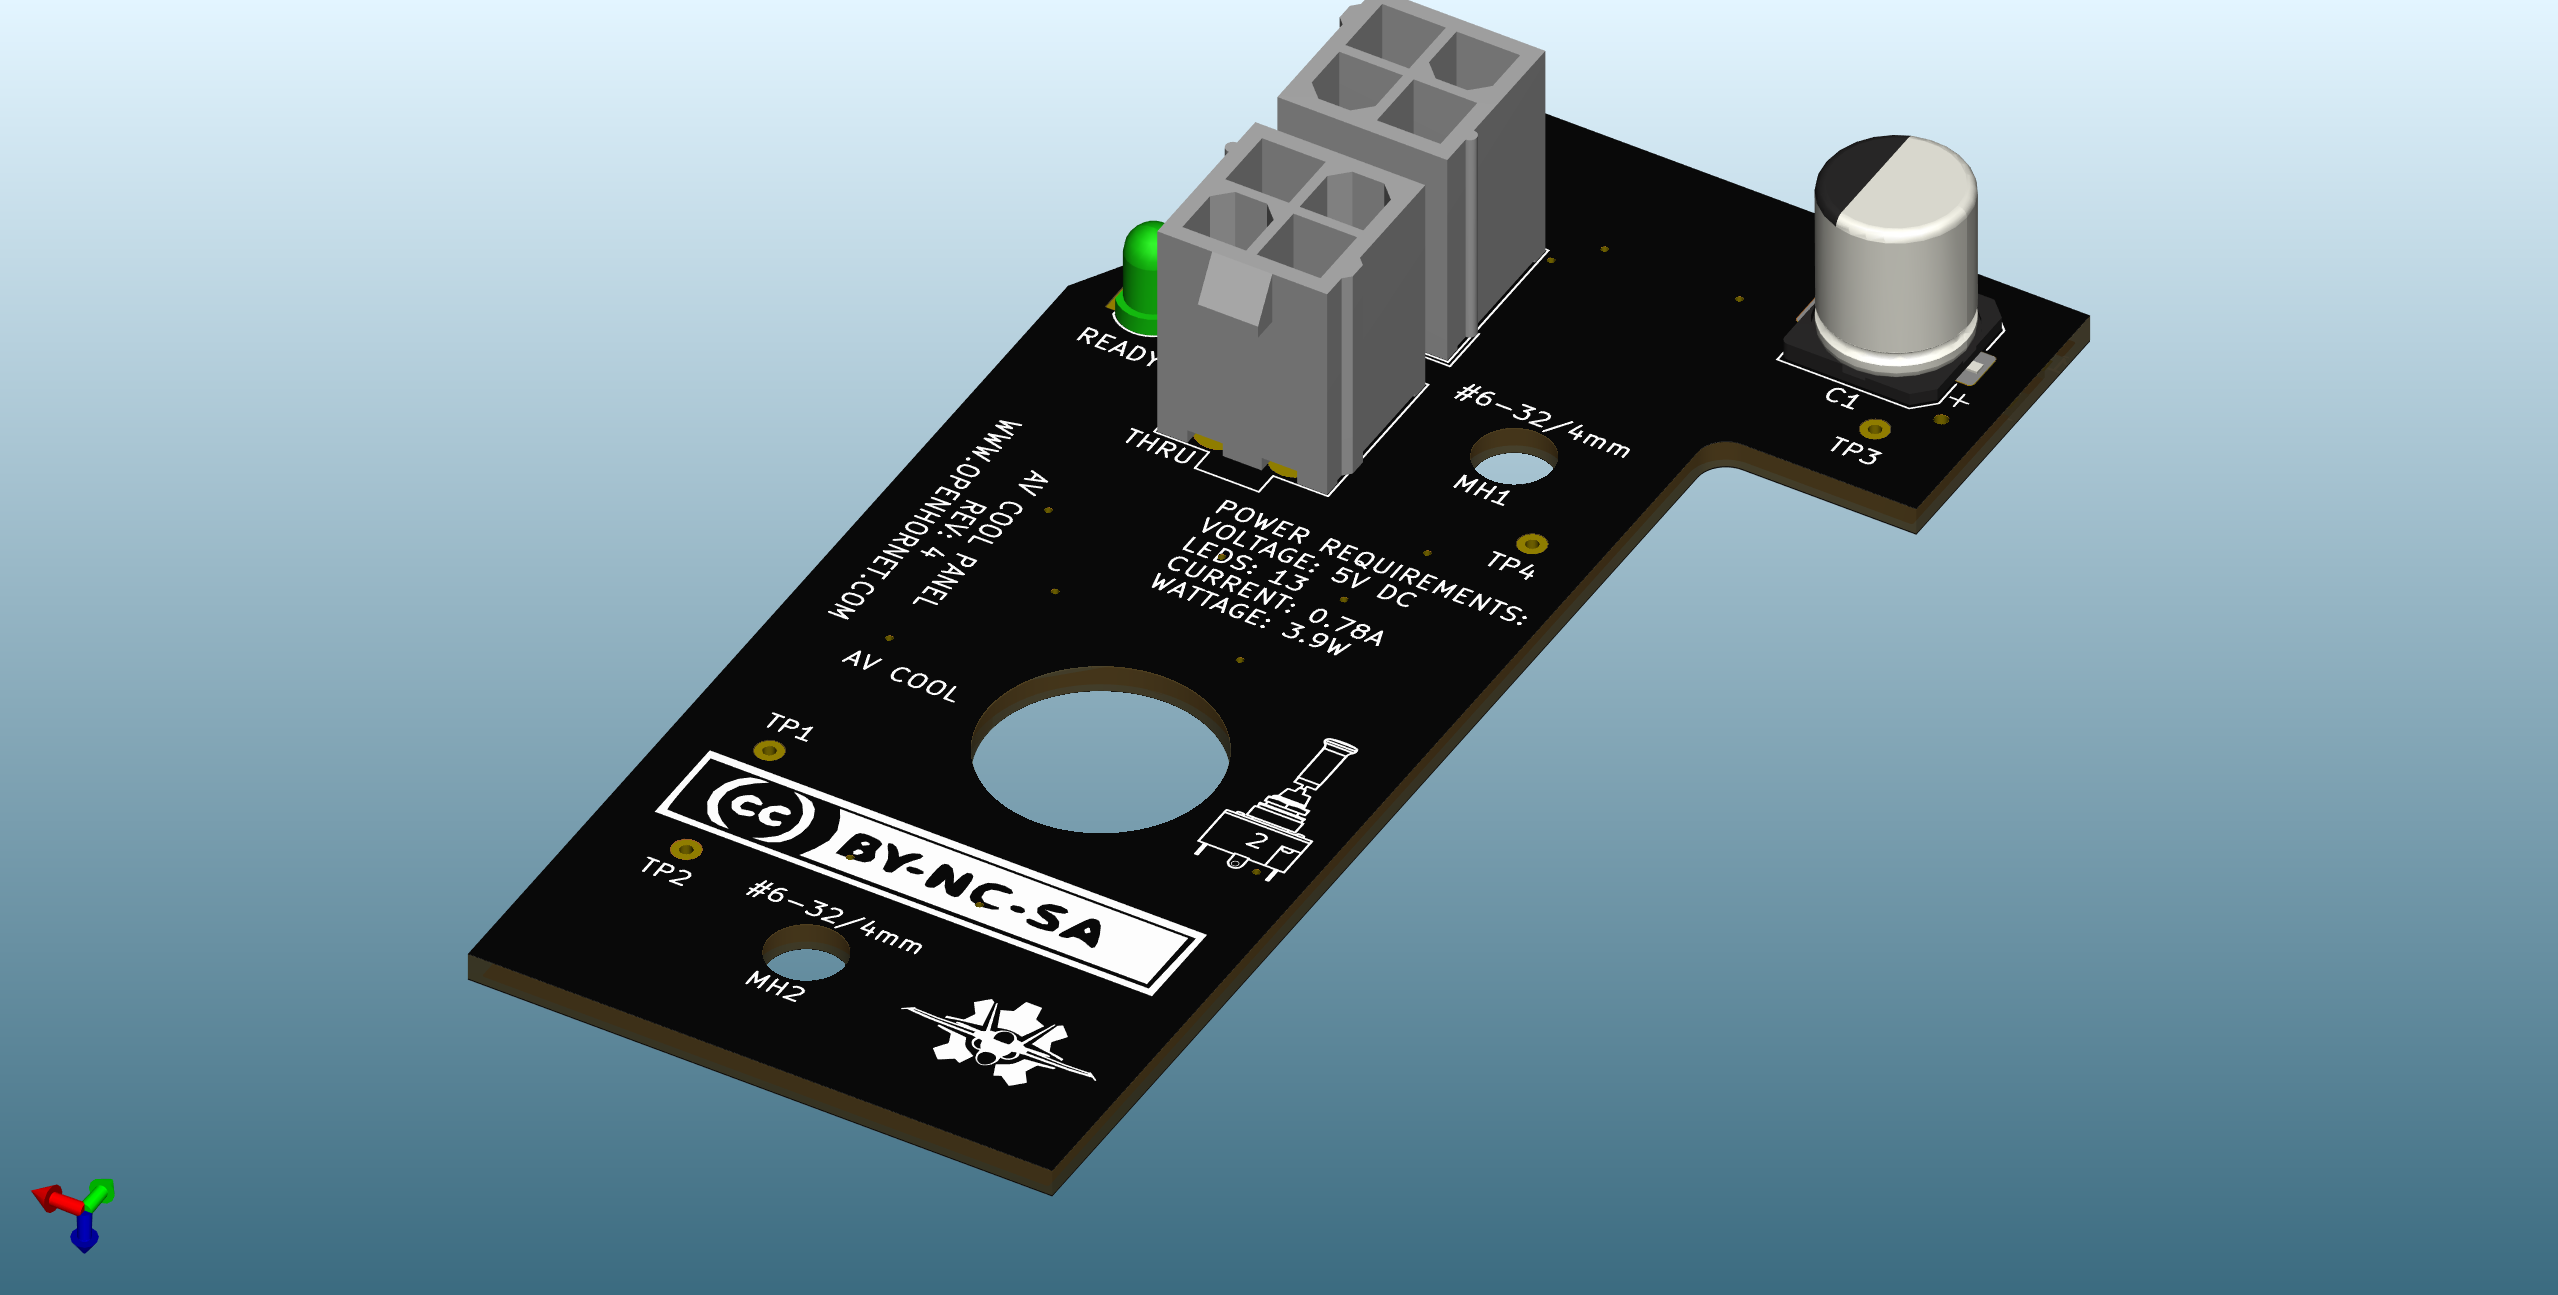 READY
C1
+
TP3
#6-32/4mm
MH1
THRU
TP4
POWER REQUIREMENTS:
VOLTAGE: 5V DC
LEDS: 13
CURRENT: 0.78A
WATTAGE: 3.9W
AV COOL PANEL
REV: 4
WWW.OPENHORNET.COM
AV COOL
TP1
CC
BY-NC-SA
2
TP2
#6-32/4mm
MH2